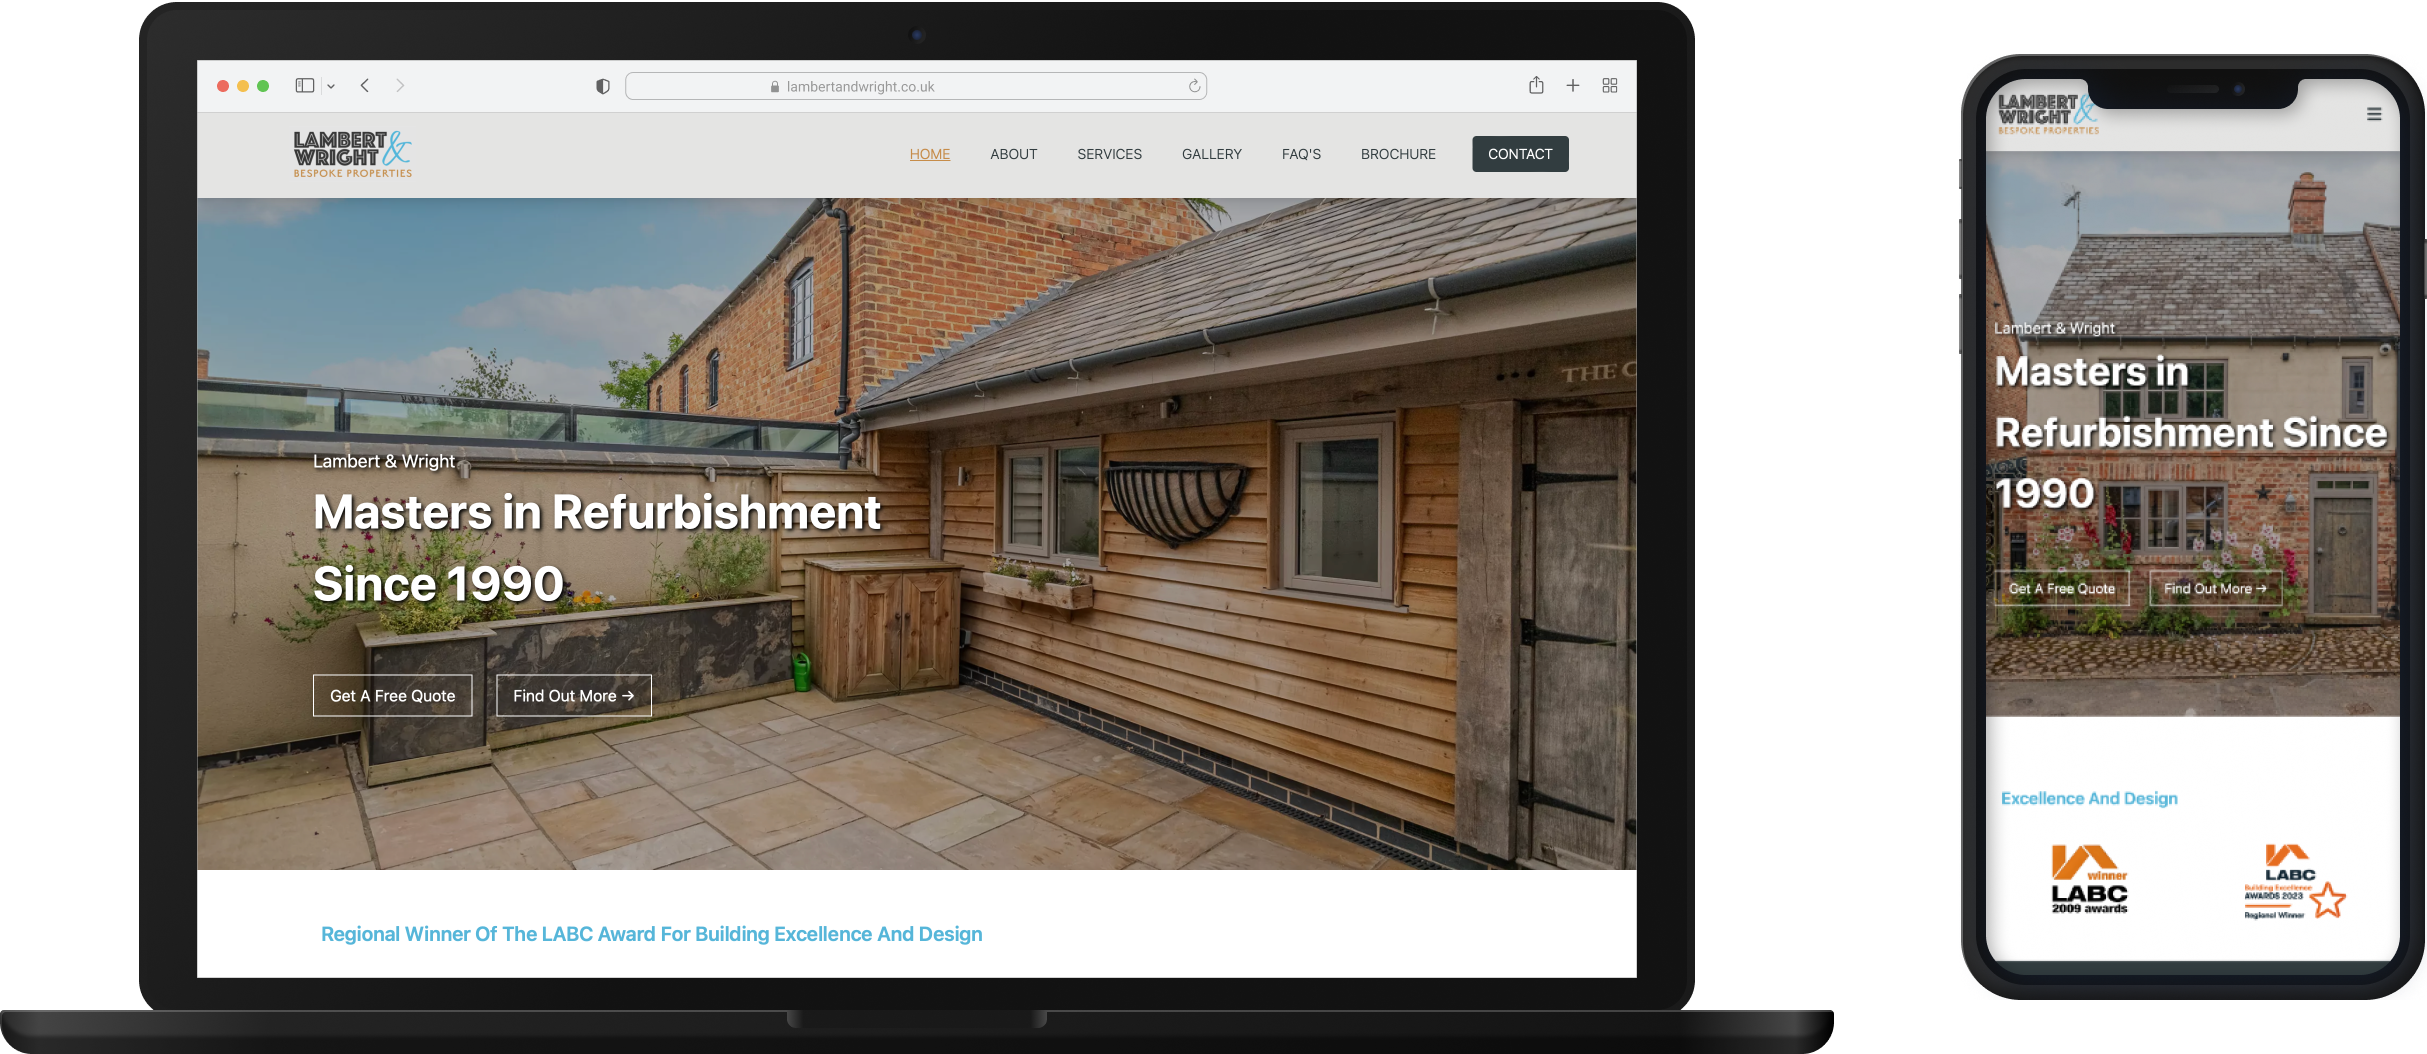 lambertandwright.co.uk
LAMBERT &
WRIGHT
BESPOKE PROPERTIES
HOME ABOUT SERVICES GALLERY FAQ'S BROCHURE CONTACT
THE C
Lambert & Wright
Masters in Refurbishment
Since 1990
Get A Free Quote Find Out More →
Regional Winner Of The LABC Award For Building Excellence And Design
LAMBERT &
WRIGHT
BESPOKE PROPERTIES
Lambert & Wright
Masters in
Refurbishment Since
1990
Get A Free Quote Find Out More →
Excellence And Design
winner
LABC
2009 awards
LABC
Building Excellence
AWARDS 2023
Regional Winner